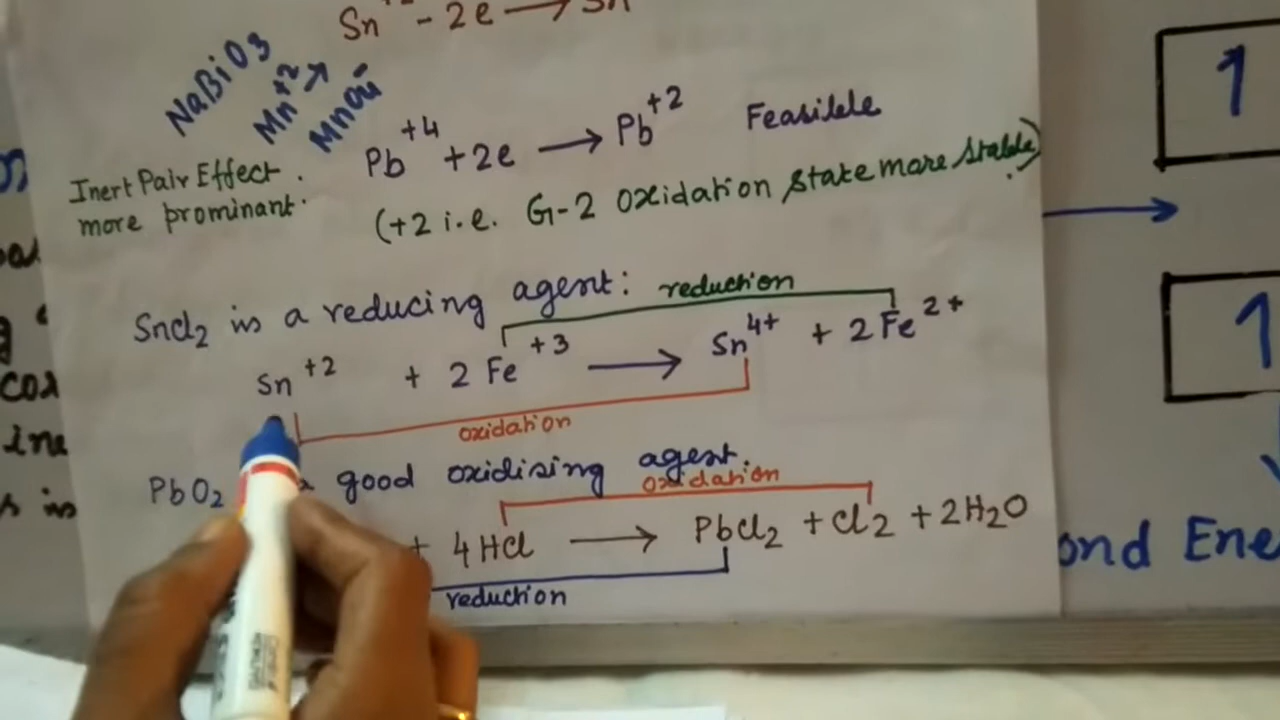 Sn - 2e → Sn
NaBiO3
Mn+2 →
MnO4-
Pb+4 + 2e → Pb+2 Feasible
Inert Pair Effect.
more prominant.
(+2 i.e. G-2 oxidation state more stable)
SnCl2 is a reducing agent: reduction
Sn+2 + 2Fe+3 → Sn4+ + 2Fe2+
oxidation
PbO2 good oxidising agent.
oxidation
+ 4HCl → PbCl2 + Cl2 + 2H2O
reduction
1
1
ond Ene